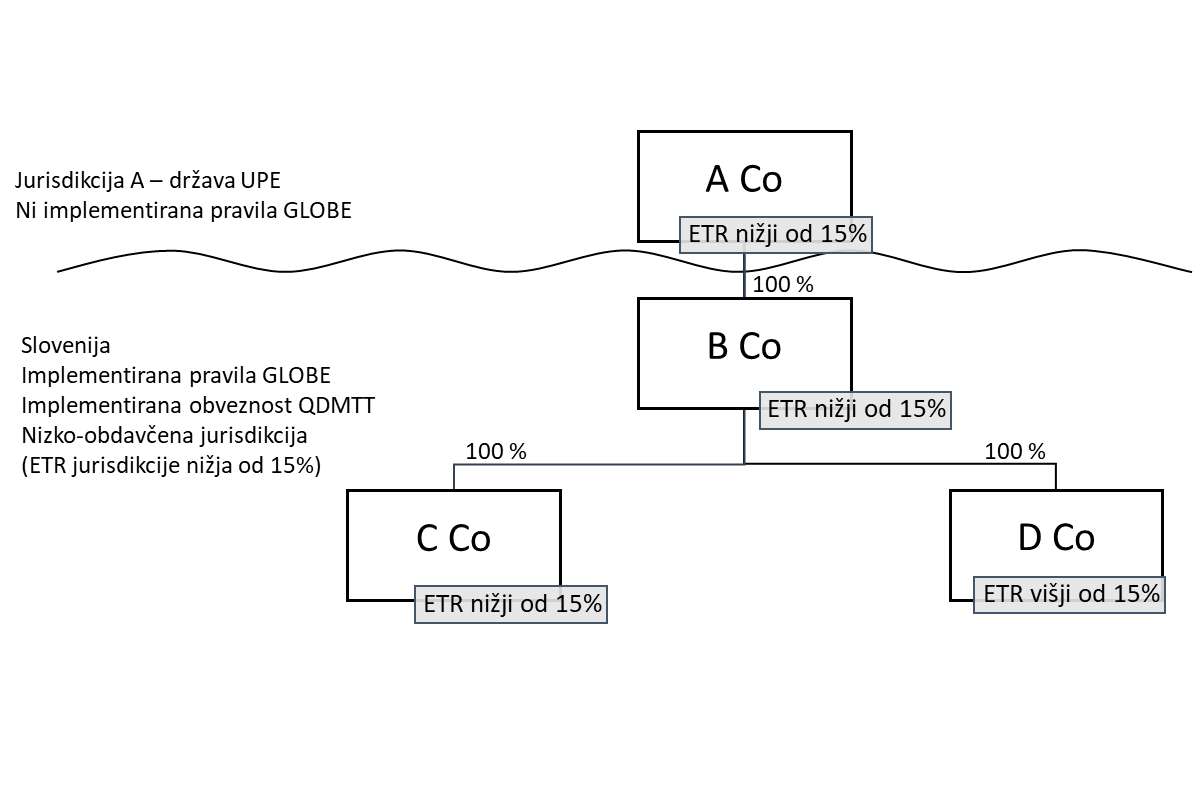 A Co
Jurisdikcija A – država UPE
Ni implementirana pravila GLOBE
ETR nižji od 15%
100 %
Slovenija
Implementirana pravila GLOBE
Implementirana obveznost QDMTT
Nizko-obdavčena jurisdikcija
(ETR jurisdikcije nižja od 15%)
B Co
ETR nižji od 15%
100 %
100 %
C Co
D Co
ETR nižji od 15%
ETR višji od 15%